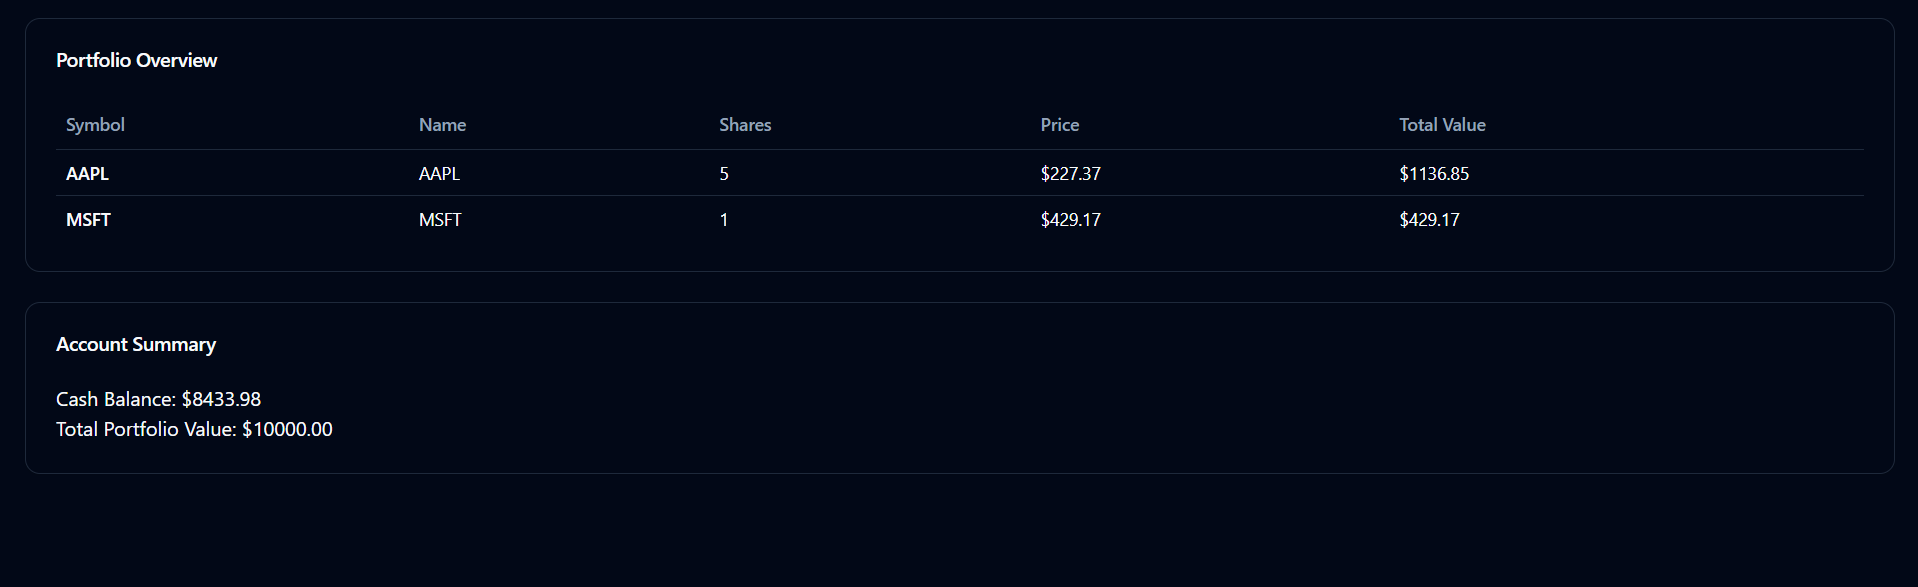 Portfolio Overview
Symbol Name Shares Price Total Value
AAPL AAPL 5 $227.37 $1136.85
MSFT MSFT 1 $429.17 $429.17
Account Summary
Cash Balance: $8433.98
Total Portfolio Value: $10000.00